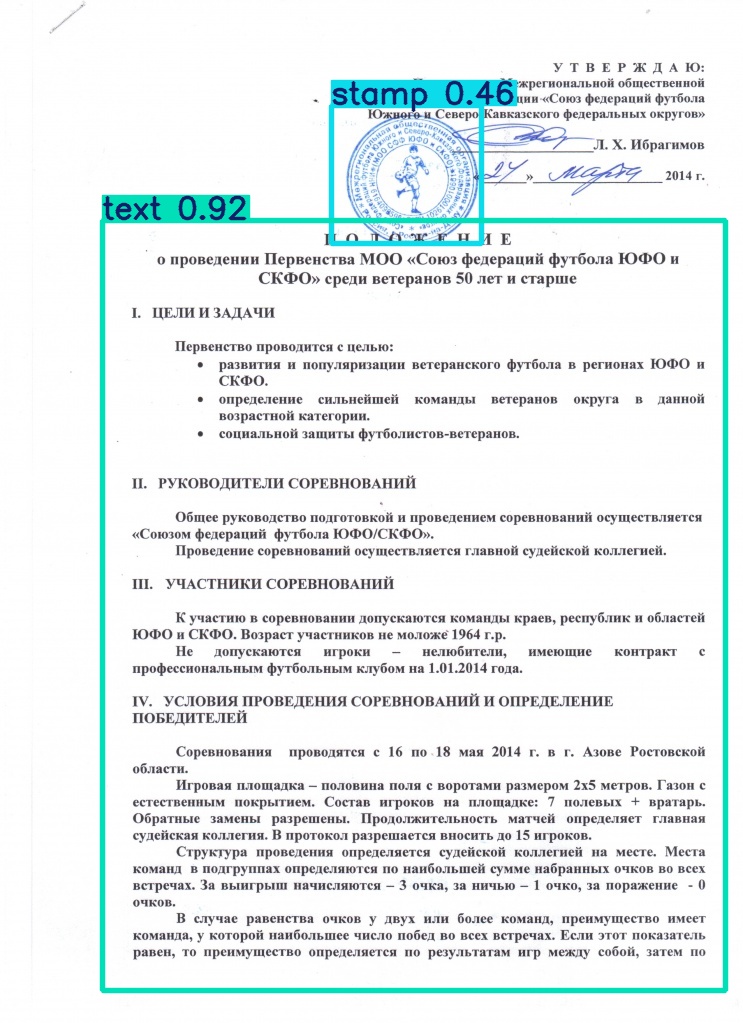 У Т В Е Р Ж Д А Ю:
Межрегиональной общественной
«Союз федераций футбола
Южного и Северо-Кавказского федеральных округов»
Л. Х. Ибрагимов
«24» марта 2014 г.
stamp 0.46
text 0.92
П О Л О Ж Е Н И Е
о проведении Первенства МОО «Союз федераций футбола ЮФО и
СКФО» среди ветеранов 50 лет и старше
I. ЦЕЛИ И ЗАДАЧИ
Первенство проводится с целью:
• развития и популяризации ветеранского футбола в регионах ЮФО и
СКФО.
• определение сильнейшей команды ветеранов округа в данной
возрастной категории.
• социальной защиты футболистов-ветеранов.
II. РУКОВОДИТЕЛИ СОРЕВНОВАНИЙ
Общее руководство подготовкой и проведением соревнований осуществляется
«Союзом федераций футбола ЮФО/СКФО».
Проведение соревнований осуществляется главной судейской коллегией.
III. УЧАСТНИКИ СОРЕВНОВАНИЙ
К участию в соревновании допускаются команды краев, республик и областей
ЮФО и СКФО. Возраст участников не моложе 1964 г.р.
Не допускаются игроки – нелюбители, имеющие контракт с
профессиональным футбольным клубом на 1.01.2014 года.
IV. УСЛОВИЯ ПРОВЕДЕНИЯ СОРЕВНОВАНИЙ И ОПРЕДЕЛЕНИЕ
ПОБЕДИТЕЛЕЙ
Соревнования проводятся с 16 по 18 мая 2014 г. в г. Азове Ростовской
области.
Игровая площадка – половина поля с воротами размером 2х5 метров. Газон с
естественным покрытием. Состав игроков на площадке: 7 полевых + вратарь.
Обратные замены разрешены. Продолжительность матчей определяет главная
судейская коллегия. В протокол разрешается вносить до 15 игроков.
Структура проведения определяется судейской коллегией на месте. Места
команд в подгруппах определяются по наибольшей сумме набранных очков во всех
встречах. За выигрыш начисляются – 3 очка, за ничью – 1 очко, за поражение - 0
очков.
В случае равенства очков у двух или более команд, преимущество имеет
команда, у которой наибольшее число побед во всех встречах. Если этот показатель
равен, то преимущество определяется по результатам игр между собой, затем по